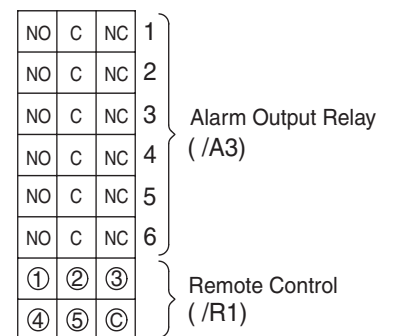 NO C NC 1
NO C NC 2
NO C NC 3
NO C NC 4
NO C NC 5
NO C NC 6
Alarm Output Relay
( /A3)
① ② ③
④ ⑤ Ⓒ
Remote Control
( /R1)